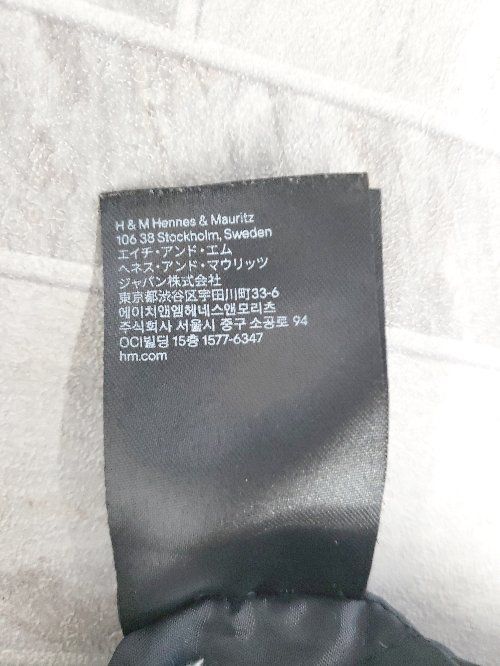 H & M Hennes & Mauritz
106 38 Stockholm, Sweden
エイチ・アンド・エム
ヘネス・アンド・マウリッツ
ジャパン株式会社
東京都渋谷区宇田川町33-6
에이치앤엠헤네스앤모리츠
주식회사 서울시 중구 소공로 94
OCI빌딩 15층 1577-6347
hm.com